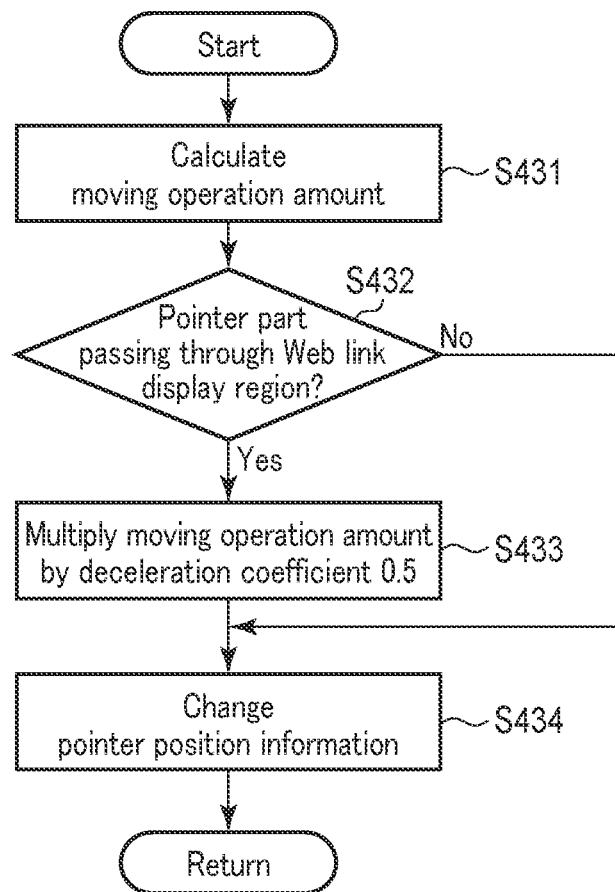 Start
Calculate
moving operation amount
S431
S432
Pointer part
passing through Web link
display region?
No
Yes
Multiply moving operation amount
by deceleration coefficient 0.5
S433
Change
pointer position information
S434
Return